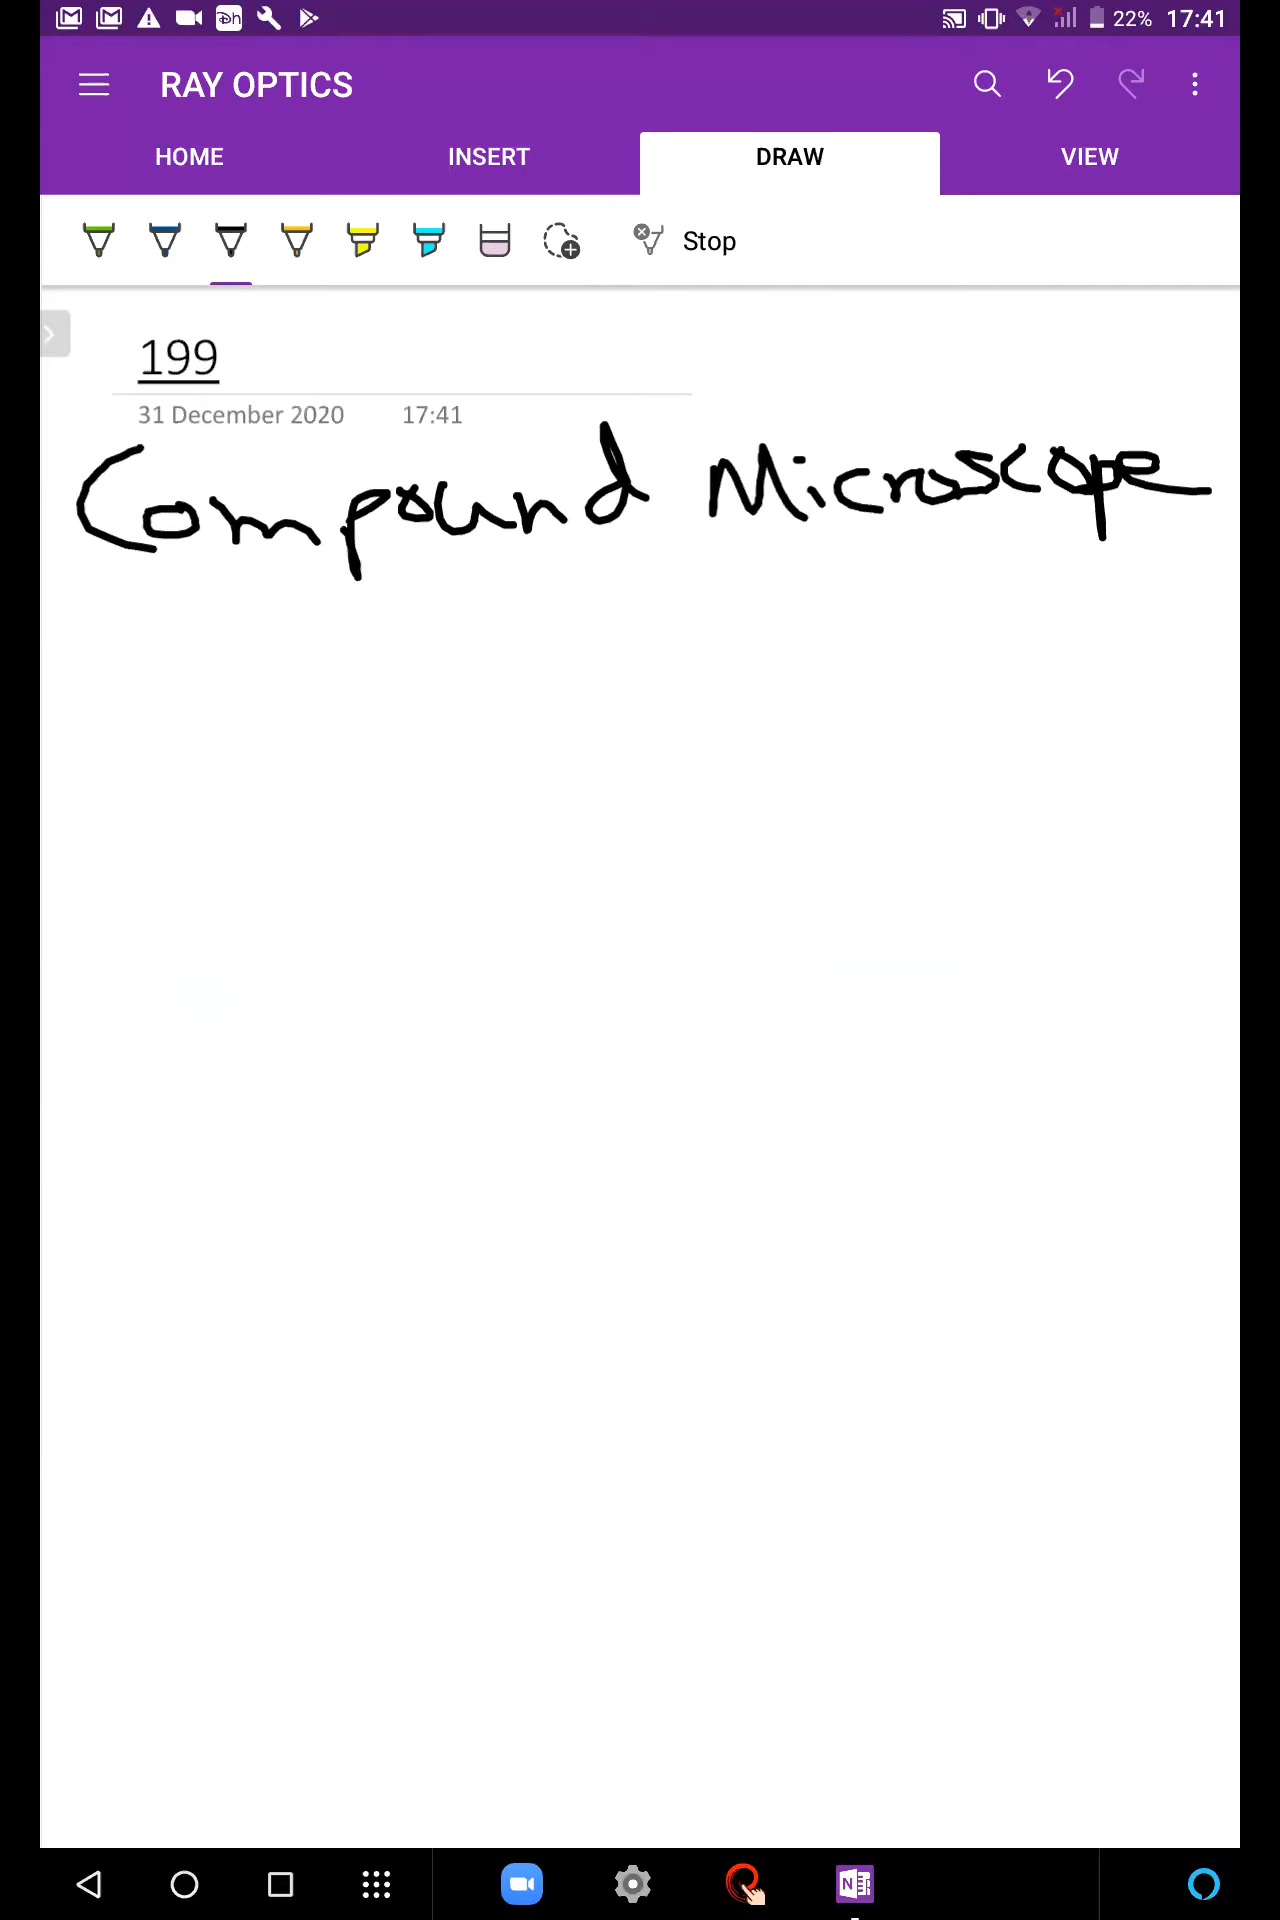 22% 17:41
RAY OPTICS
HOME INSERT DRAW VIEW
Stop
199
31 December 2020 17:41
Compound Microscope